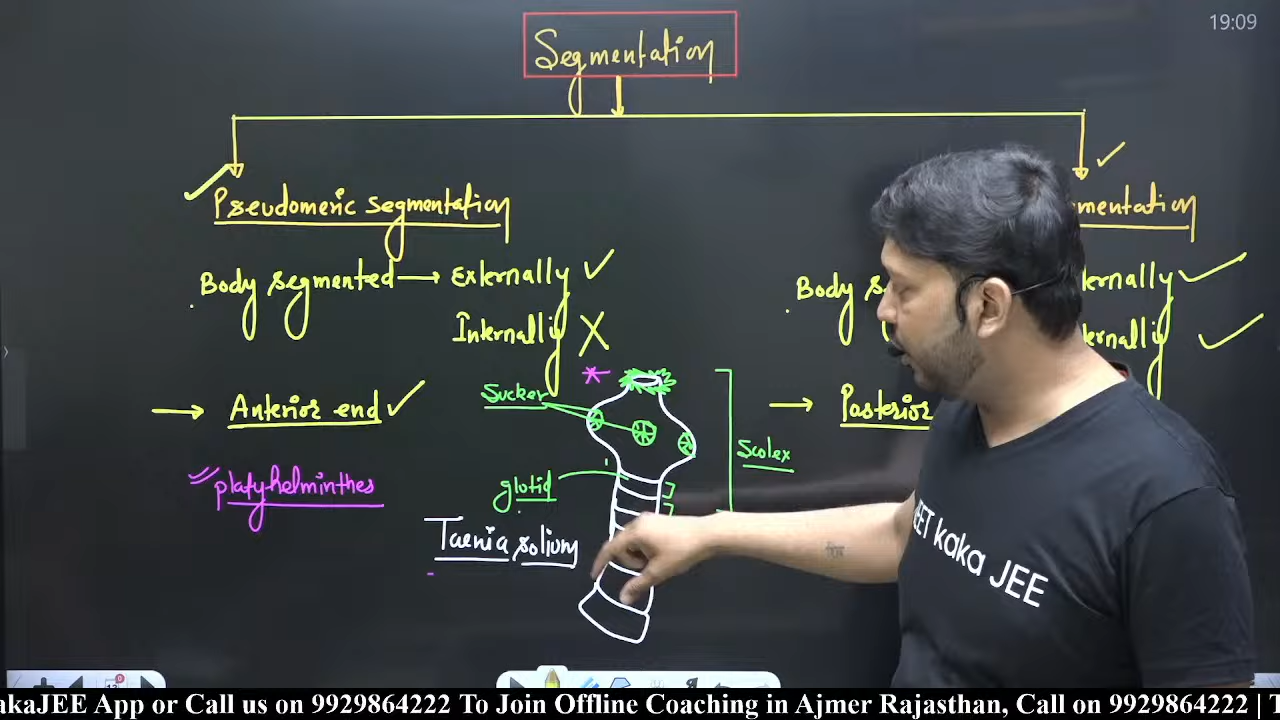 19:09
Segmentation
Pseudomeric segmentation
mentation
Body segmented → Externally ✓
Internally X
Body
ernally ✓
ernally ✓
→ Anterior end ✓
Sucker
→ Posterior
Scolex
platyhelminthes
glotid
Taenia solium
NEET kaka JEE
akaJEE App or Call us on 9929864222 To Join Offline Coaching in Ajmer Rajasthan, Call on 9929864222 | T